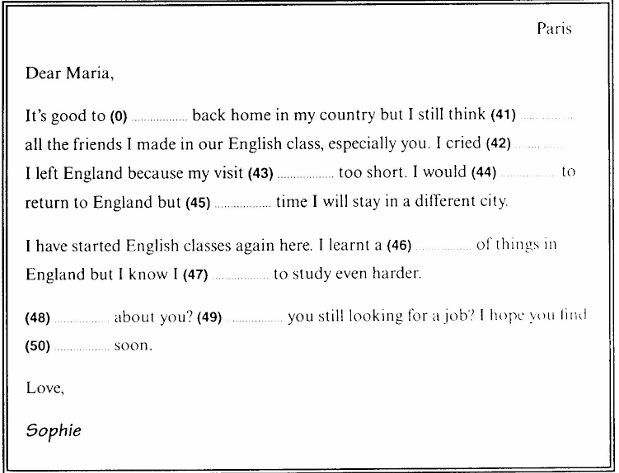 Paris
Dear Maria,
It's good to (0) .................. back home in my country but I still think (41) ..................
all the friends I made in our English class, especially you. I cried (42) ..................
I left England because my visit (43) .................. too short. I would (44) .................. to
return to England but (45) .................. time I will stay in a different city.
I have started English classes again here. I learnt a (46) .................. of things in
England but I know I (47) .................. to study even harder.
(48) .................. about you? (49) .................. you still looking for a job? I hope you find
(50) .................. soon.
Love,
Sophie